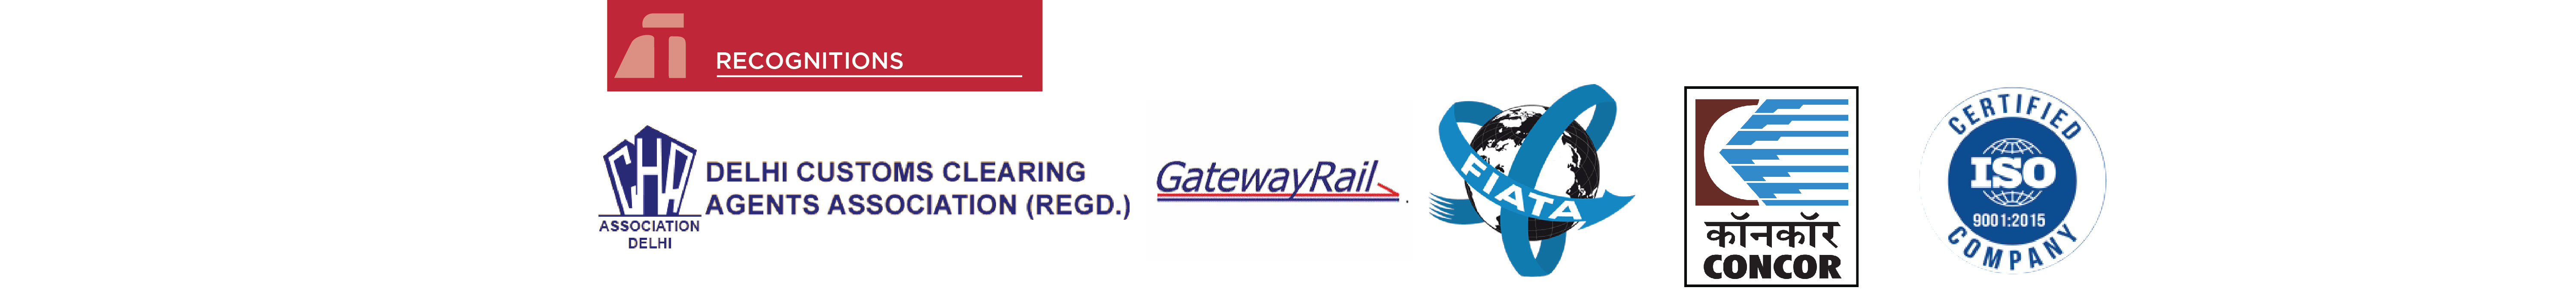 RECOGNITIONS
CHA
ASSOCIATION
DELHI
DELHI CUSTOMS CLEARING
AGENTS ASSOCIATION (REGD.)
GatewayRail
FIATA
कॉनकॉर
CONCOR
CERTIFIED
ISO
9001:2015
COMPANY